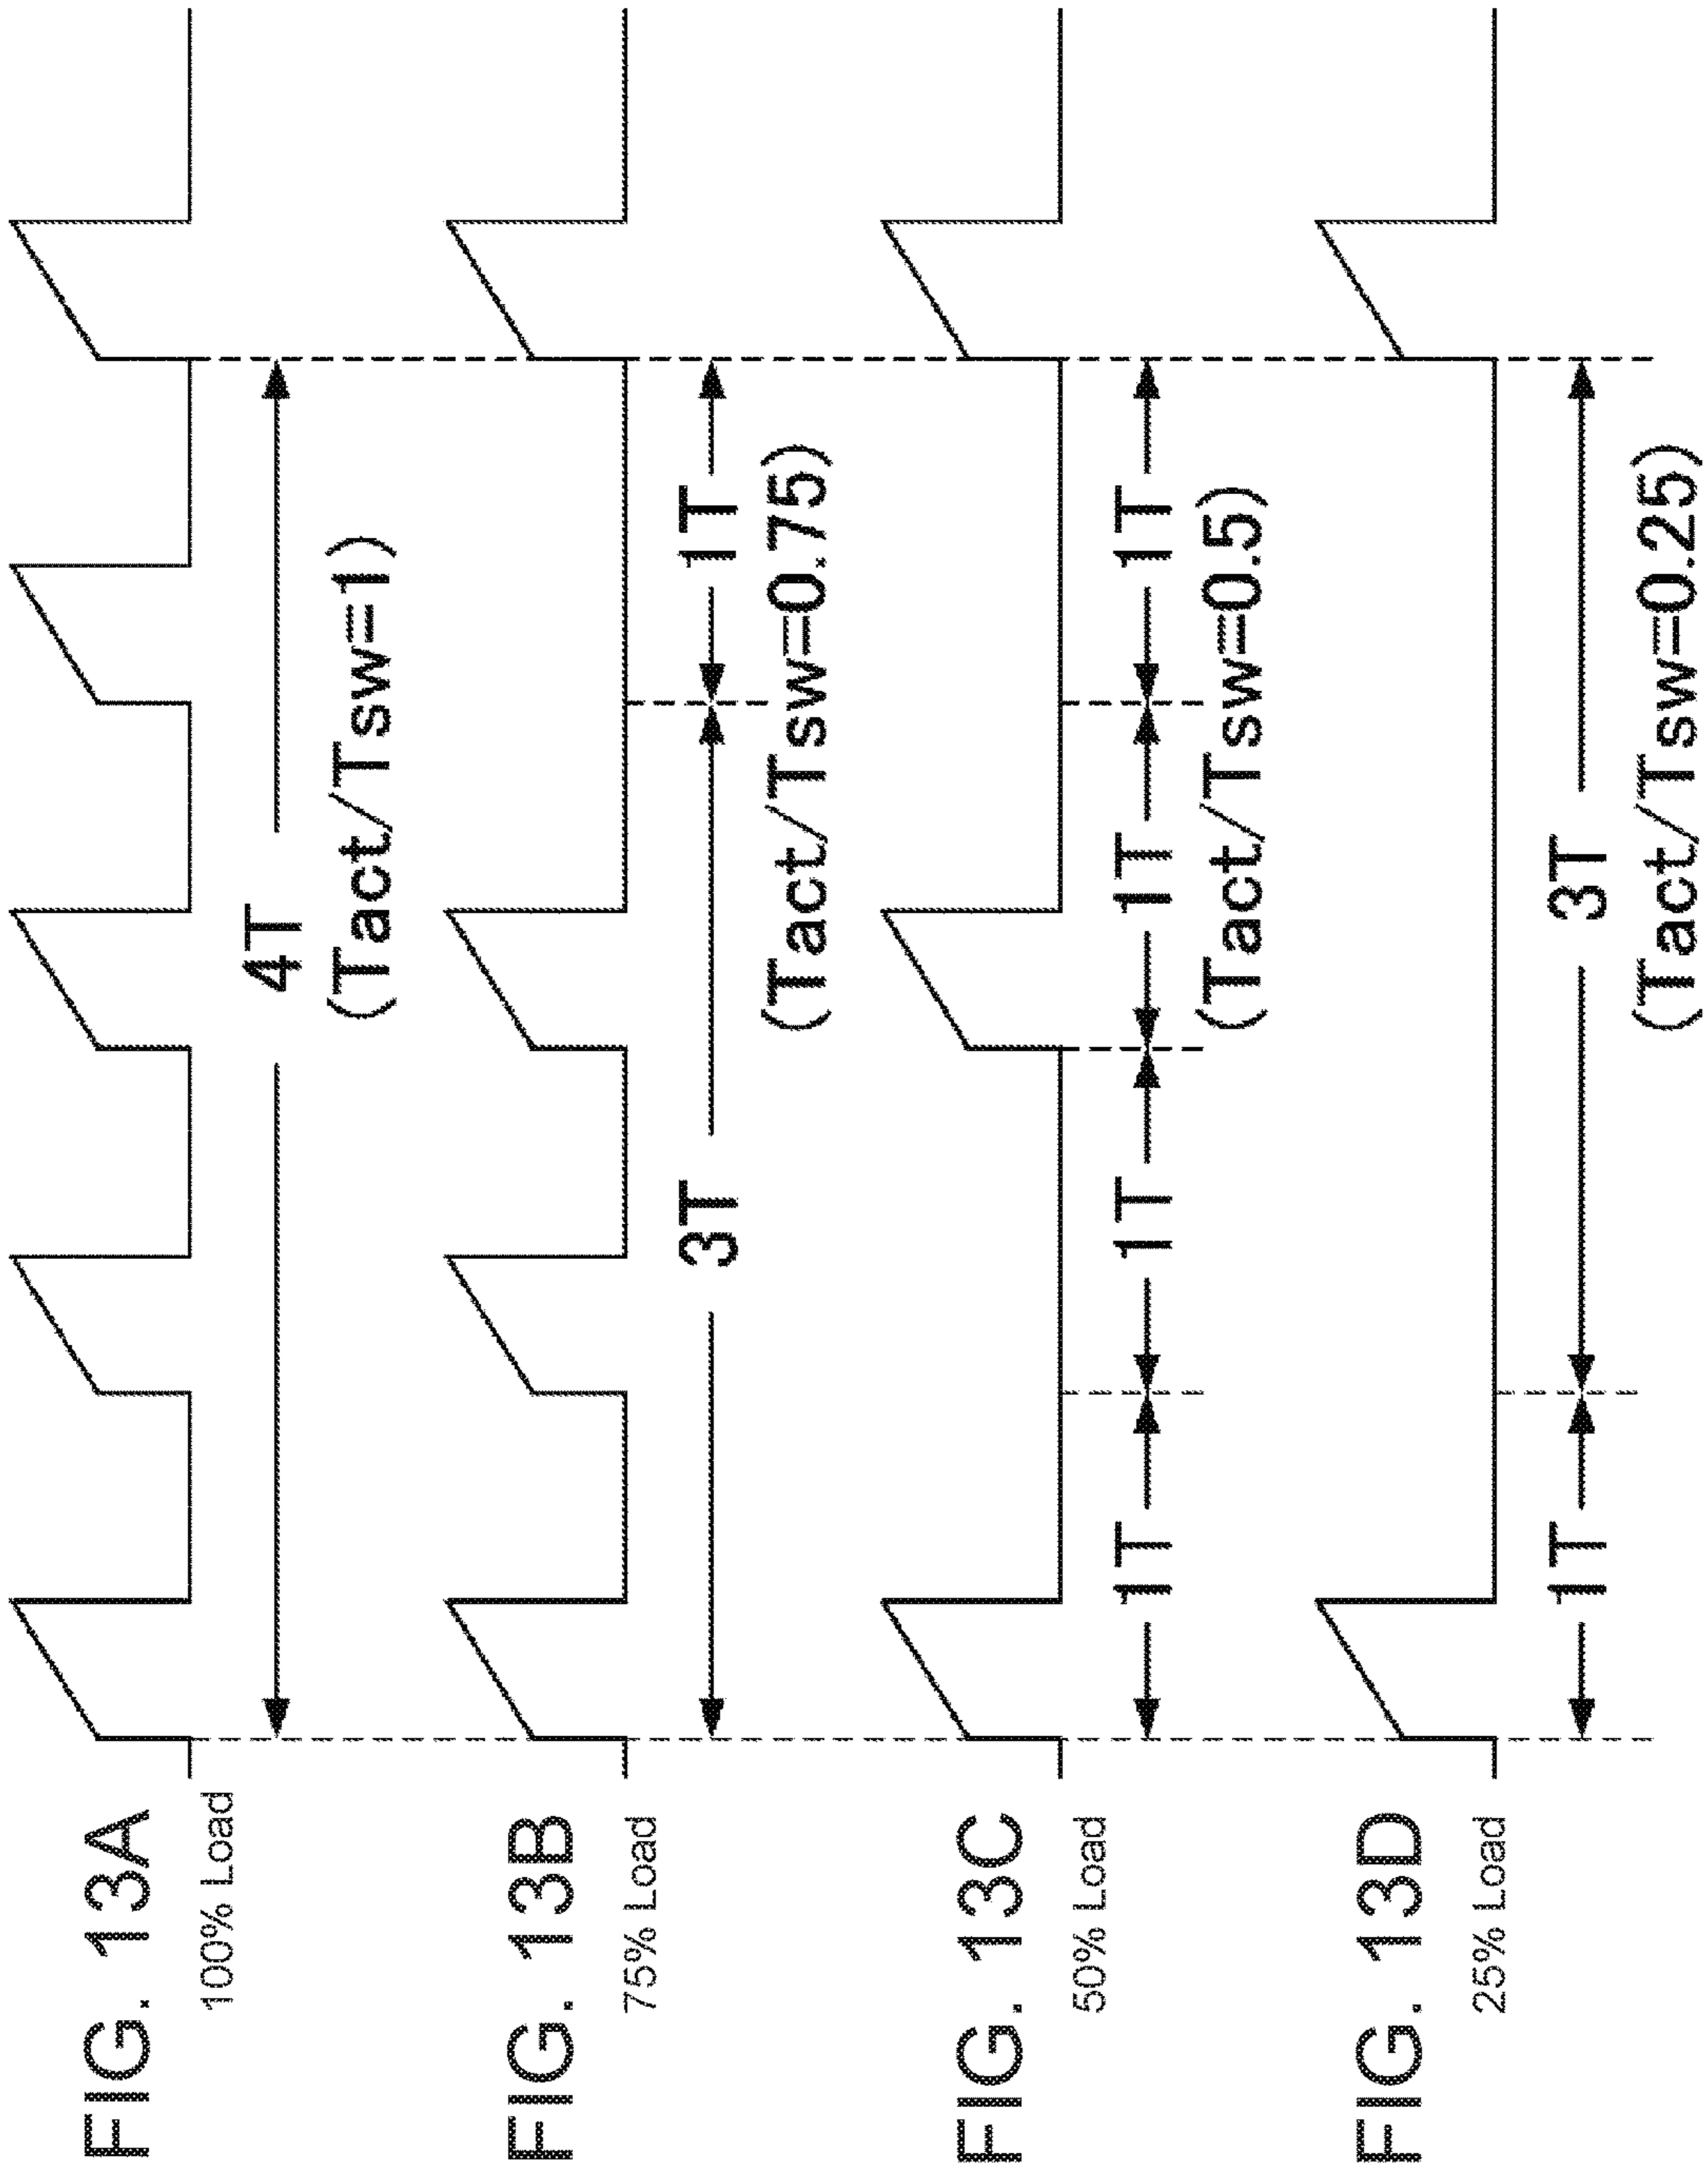 FIG. 13A
100% Load
4T
(Tact/Tsw=1)
FIG. 13B
75% Load
3T
1T
(Tact/Tsw=0.75)
FIG. 13C
50% Load
1T
1T
1T
1T
(Tact/Tsw=0.5)
FIG. 13D
25% Load
1T
3T
(Tact/Tsw=0.25)